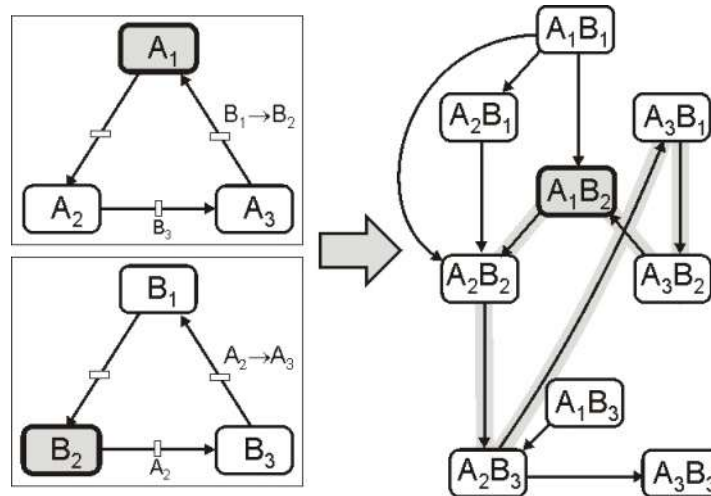 A₁
B₁→B₂
A₂
B₃
A₃
B₁
A₂→A₃
B₂
A₂
B₃
A₁B₁
A₂B₁
A₃B₁
A₁B₂
A₂B₂
A₃B₂
A₁B₃
A₂B₃
A₃B₃